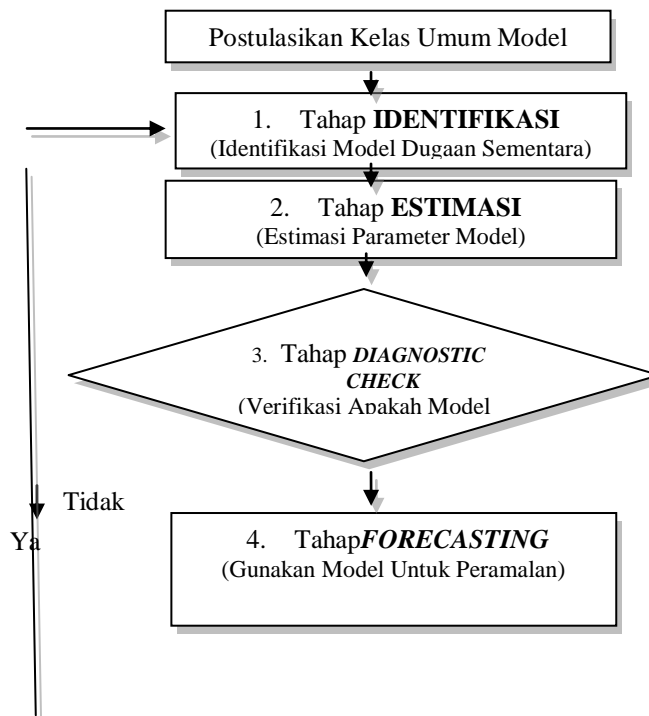 Postulasikan Kelas Umum Model
1. Tahap IDENTIFIKASI
(Identifikasi Model Dugaan Sementara)
2. Tahap ESTIMASI
(Estimasi Parameter Model)
3. Tahap DIAGNOSTIC
CHECK
(Verifikasi Apakah Model
Tidak
Ya
4. TahapFORECASTING
(Gunakan Model Untuk Peramalan)